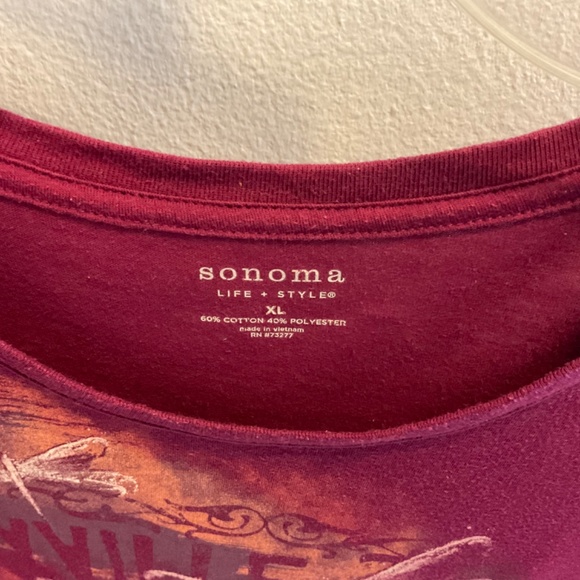 sonoma
LIFE + STYLE®
XL
60% COTTON 40% POLYESTER
made in vietnam
RN #73277